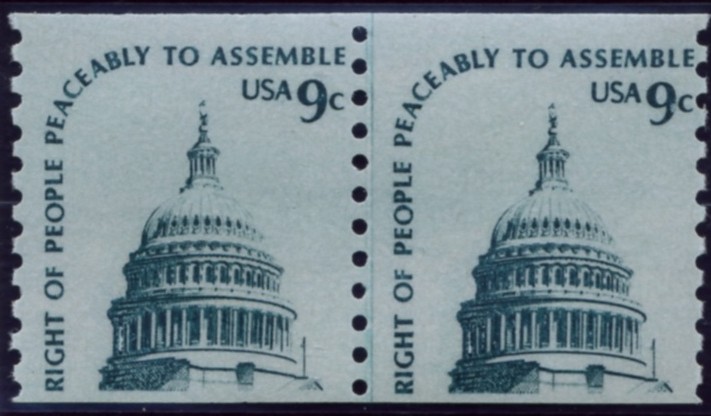 RIGHT OF PEOPLE PEACEABLY TO ASSEMBLE
USA 9c
RIGHT OF PEOPLE PEACEABLY TO ASSEMBLE
USA 9c